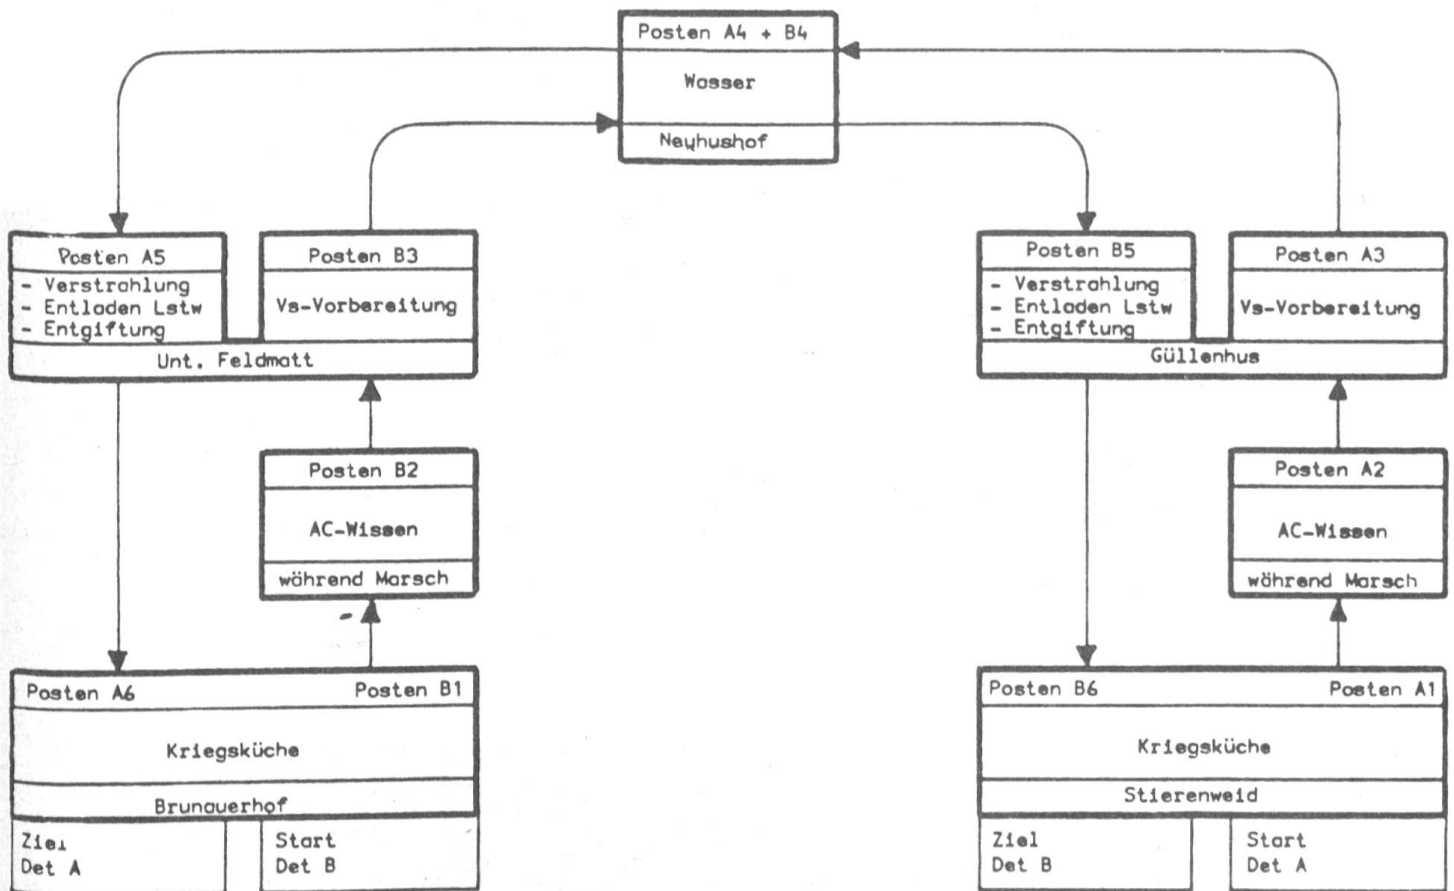 Posten A4 + B4
Wasser
Neuhushof
Posten A5
- Verstrahlung
- Entladen Lstw
- Entgiftung
Posten B3
Vs-Vorbereitung
Unt. Feldmatt
Posten B5
- Verstrahlung
- Entladen Lstw
- Entgiftung
Posten A3
Vs-Vorbereitung
Güllenhus
Posten B2
AC-Wissen
während Marsch
Posten A2
AC-Wissen
während Marsch
Posten A6 Posten B1
Kriegsküche
Brunauerhof
Ziel
Det A
Start
Det B
Posten B6 Posten A1
Kriegsküche
Stierenweid
Ziel
Det B
Start
Det A